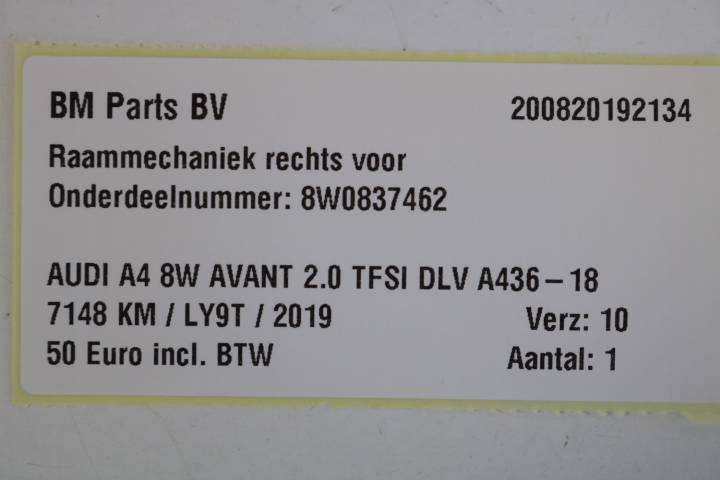 BM Parts BV 200820192134
Raammechaniek rechts voor
Onderdeelnummer: 8W0837462
AUDI A4 8W AVANT 2.0 TFSI DLV A436-18
7148 KM / LY9T / 2019 Verz: 10
50 Euro incl. BTW Aantal: 1